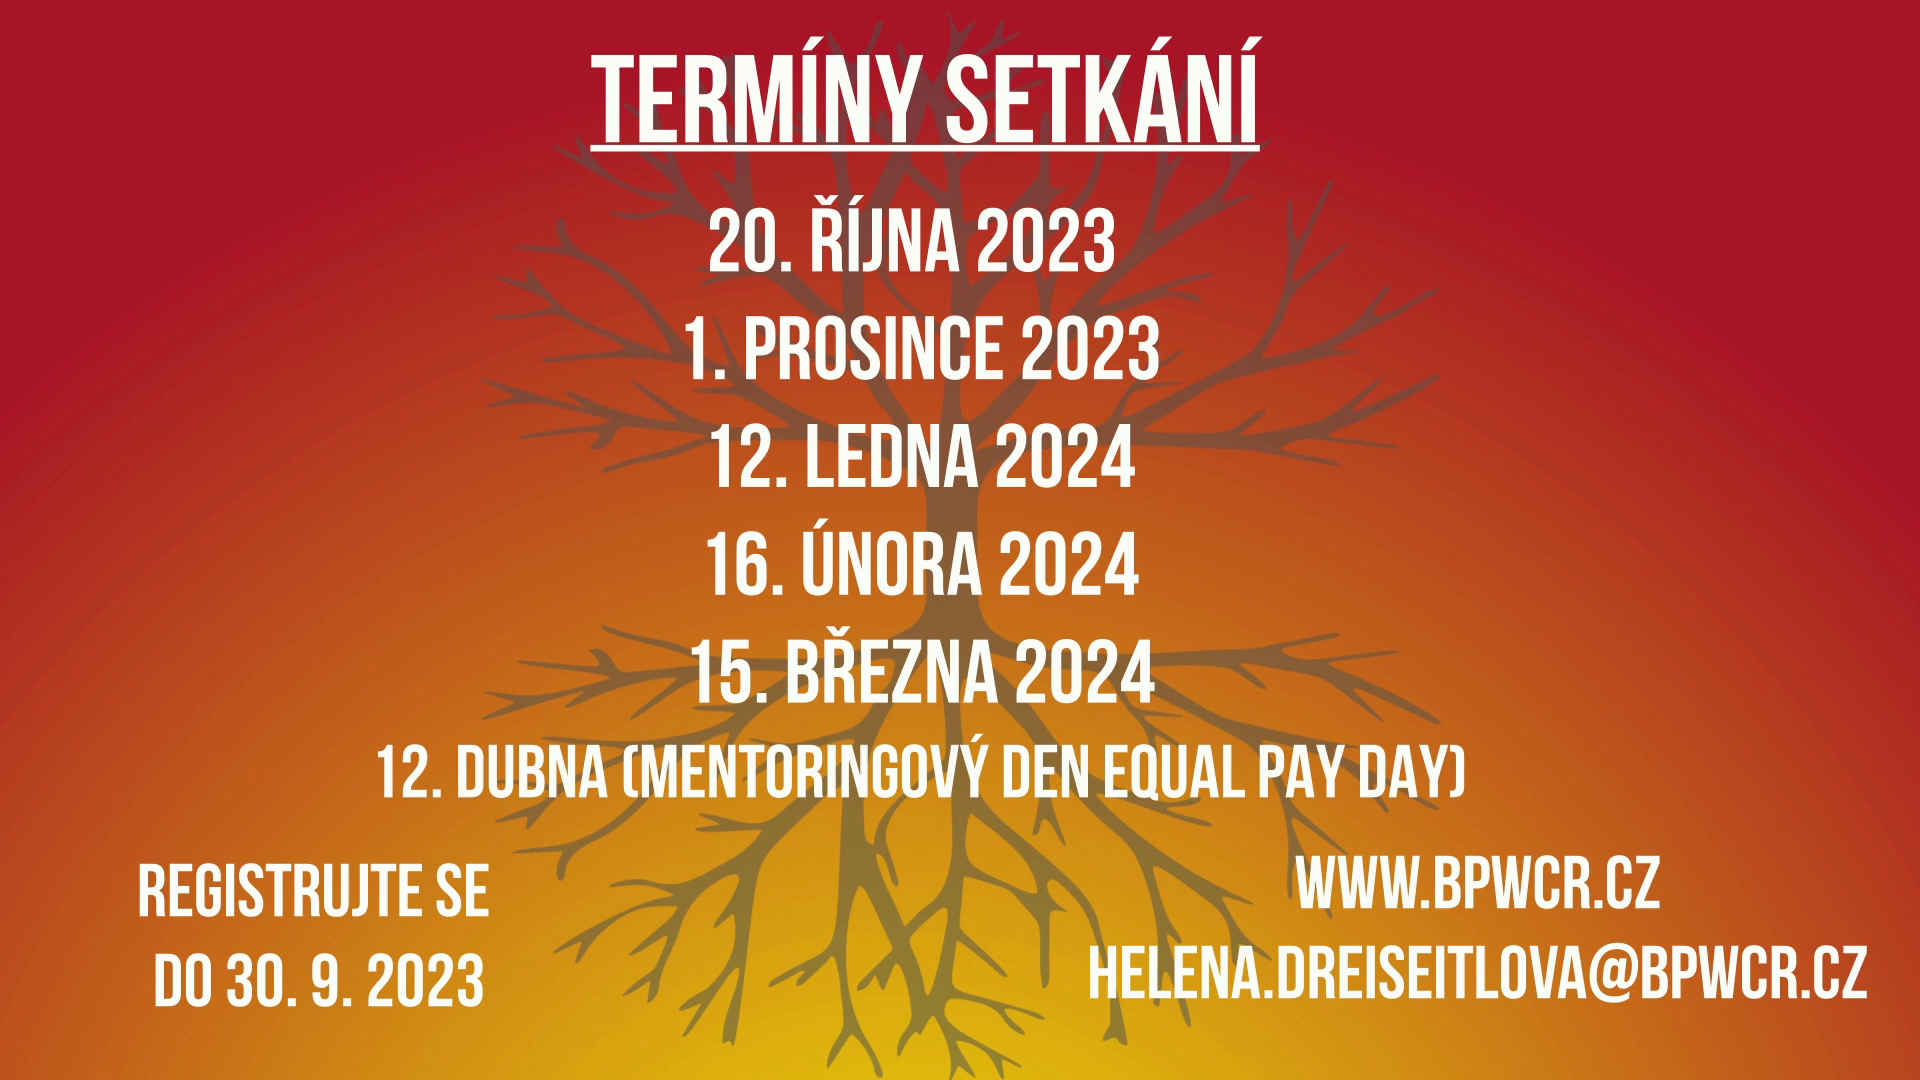 TERMÍNY SETKÁNÍ
20. ŘÍJNA 2023
1. PROSINCE 2023
12. LEDNA 2024
16. ÚNORA 2024
15. BŘEZNA 2024
12. DUBNA (MENTORINGOVÝ DEN EQUAL PAY DAY)
REGISTRUJTE SE
DO 30. 9. 2023
WWW.BPWCR.CZ
HELENA.DREISEITLOVA@BPWCR.CZ